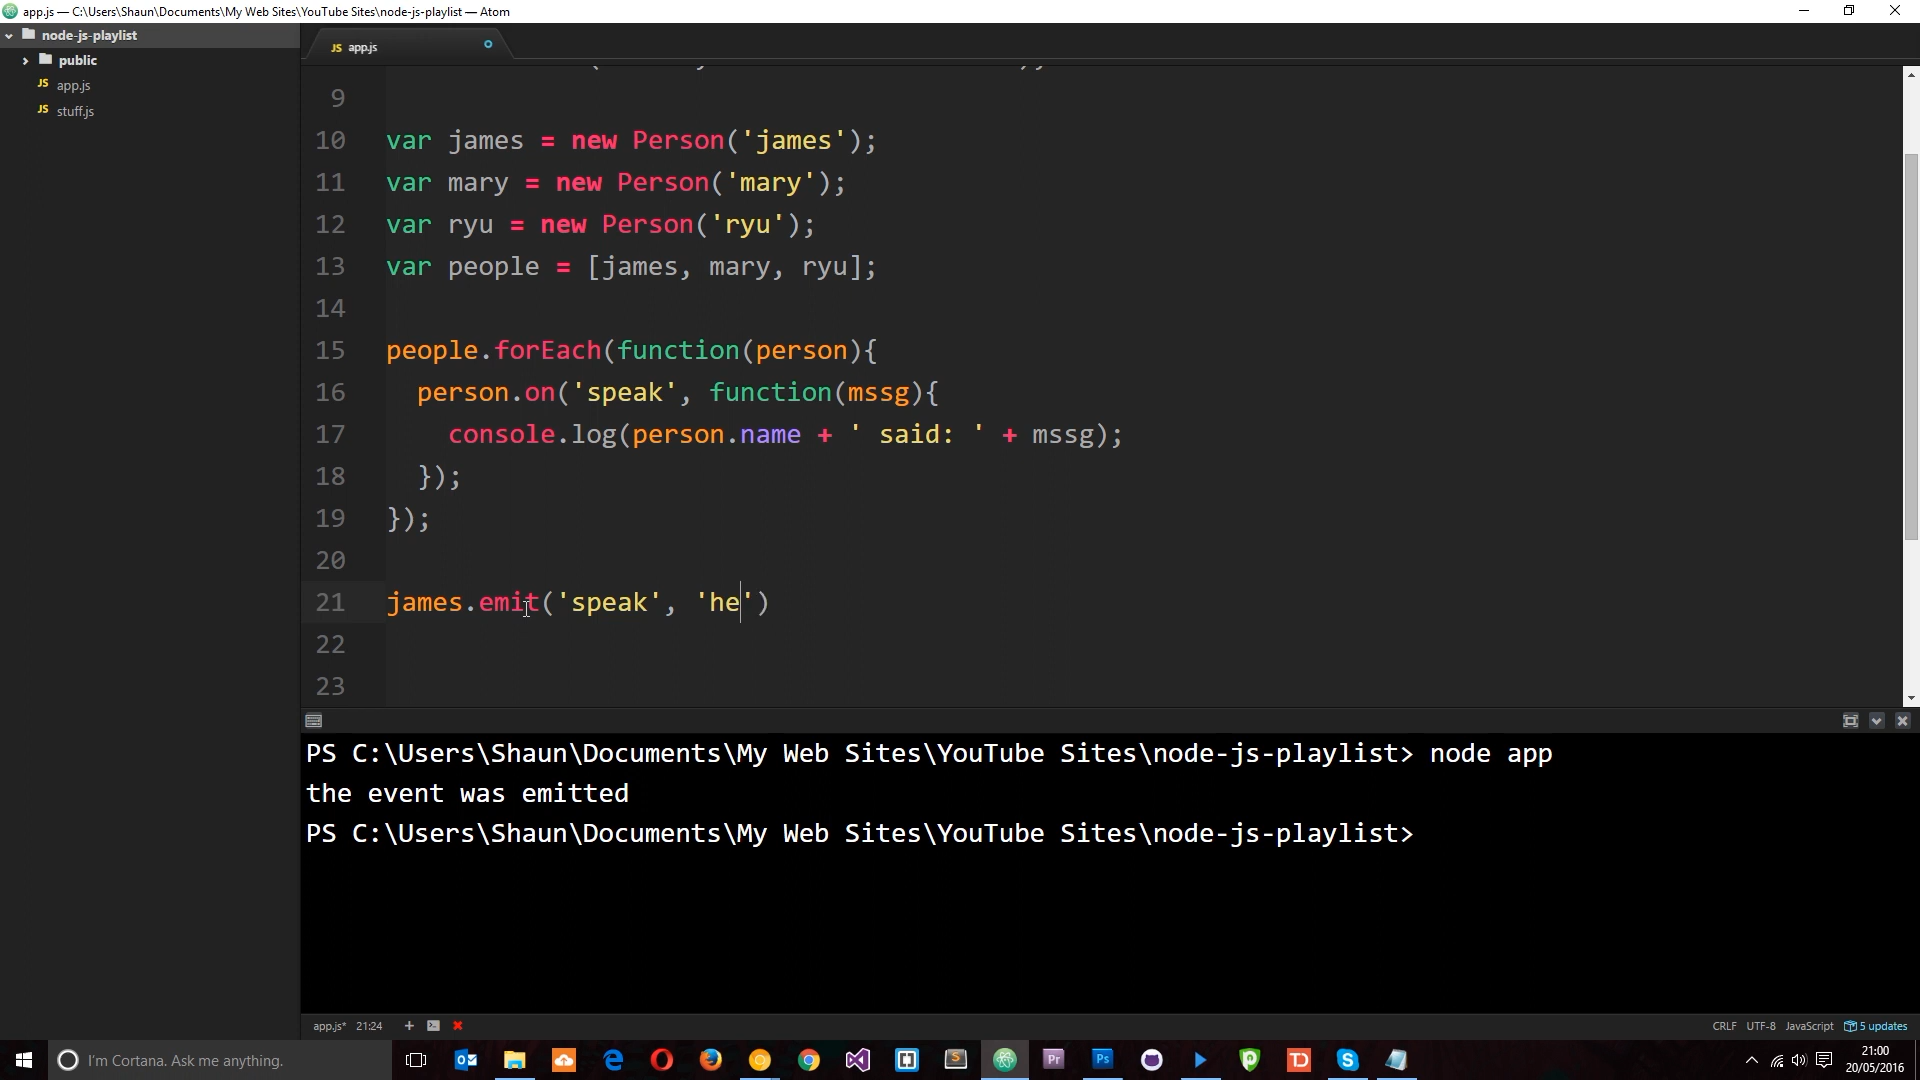 app.js — C:\Users\Shaun\Documents\My Web Sites\YouTube Sites\node-js-playlist — Atom
node-js-playlist
public
JS app.js
JS stuff.js
JS app.js
9
10 var james = new Person('james');
11 var mary = new Person('mary');
12 var ryu = new Person('ryu');
13 var people = [james, mary, ryu];
14
15 people.forEach(function(person){
16 person.on('speak', function(mssg){
17 console.log(person.name + ' said: ' + mssg);
18 });
19 });
20
21 james.emit('speak', 'he')
22
23
PS C:\Users\Shaun\Documents\My Web Sites\YouTube Sites\node-js-playlist> node app
the event was emitted
PS C:\Users\Shaun\Documents\My Web Sites\YouTube Sites\node-js-playlist>
app.js* 21:24
CRLF UTF-8 JavaScript 5 updates
I'm Cortana. Ask me anything.
Pr Ps TD
21:00
20/05/2016